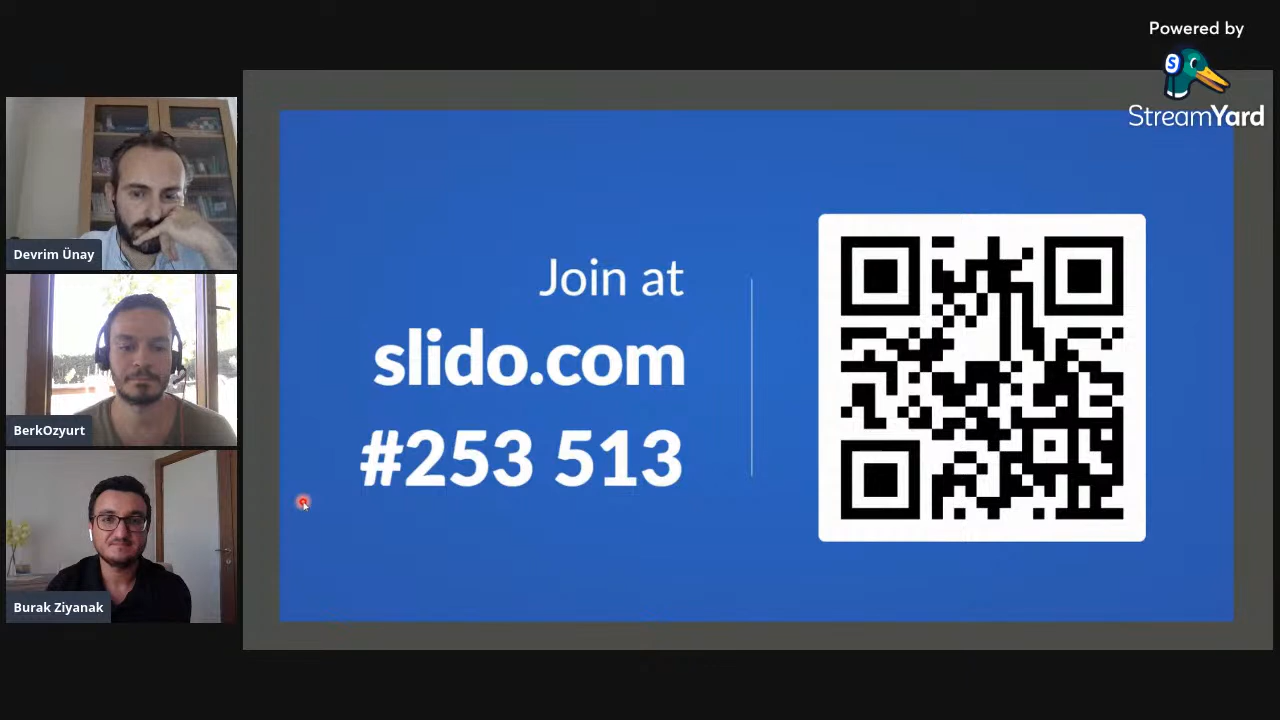 Powered by
StreamYard
Devrim Ünay
BerkOzyurt
Burak Ziyanak
Join at
slido.com
#253 513